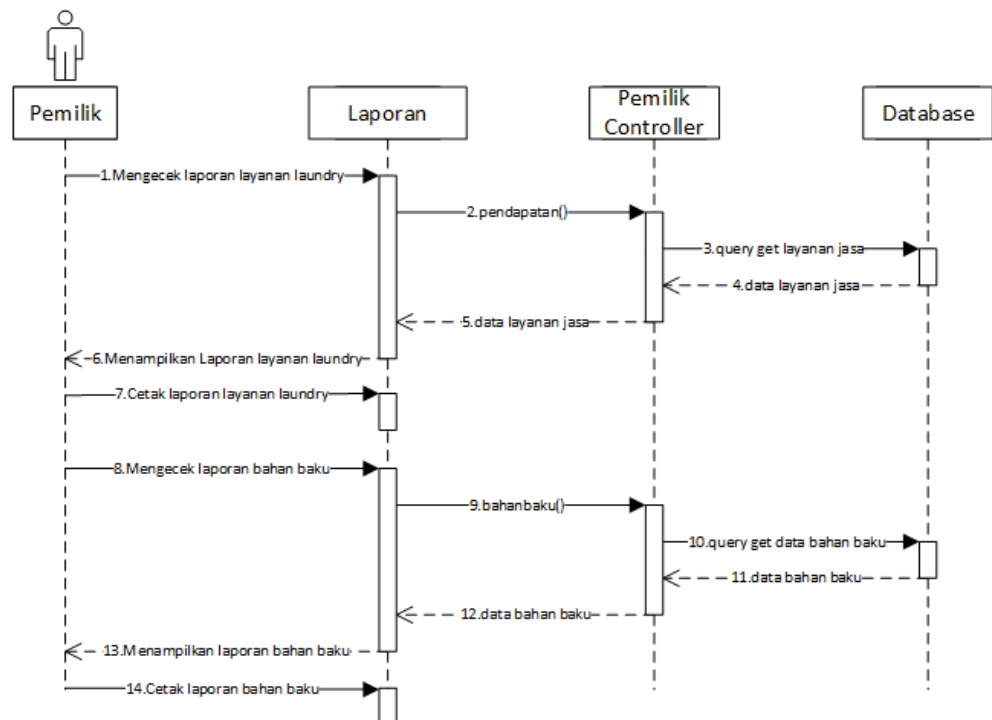 Pemilik
Laporan
Pemilik
Controller
Database
1.Mengecek laporan layanan laundry
2.pendapatan()
3.query get layanan jasa
4.data layanan jasa
5.data layanan jasa
6.Menampilkan Laporan layanan laundry
7.Cetak laporan layanan laundry
8.Mengecek laporan bahan baku
9.bahanbaku()
10.query get data bahan baku
11.data bahan baku
12.data bahan baku
13.Menampilkan laporan bahan baku
14.Cetak laporan bahan baku